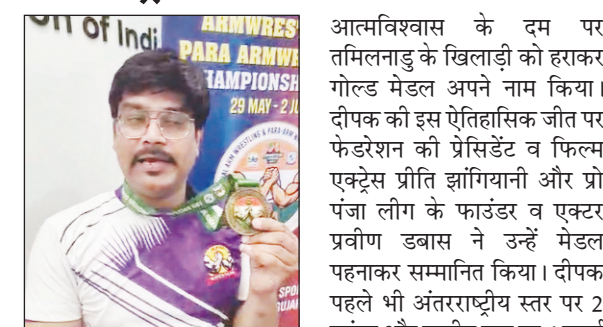 of Indi
ARMWRES
PARA ARMWR
HAMPIONSH
29 MAY - 2 JU
आत्मविश्वास के दम पर
तमिलनाडु के खिलाड़ी को हराकर
गोल्ड मेडल अपने नाम किया।
दीपक की इस ऐतिहासिक जीत पर
फेडरेशन की प्रेसिडेंट व फिल्म
एक्ट्रेस प्रीति झांगियानी और प्रो
पंजा लीग के फाउंडर व एक्टर
प्रवीण डबास ने उन्हें मेडल
पहनाकर सम्मानित किया। दीपक
पहले भी अंतरराष्ट्रीय स्तर पर 2